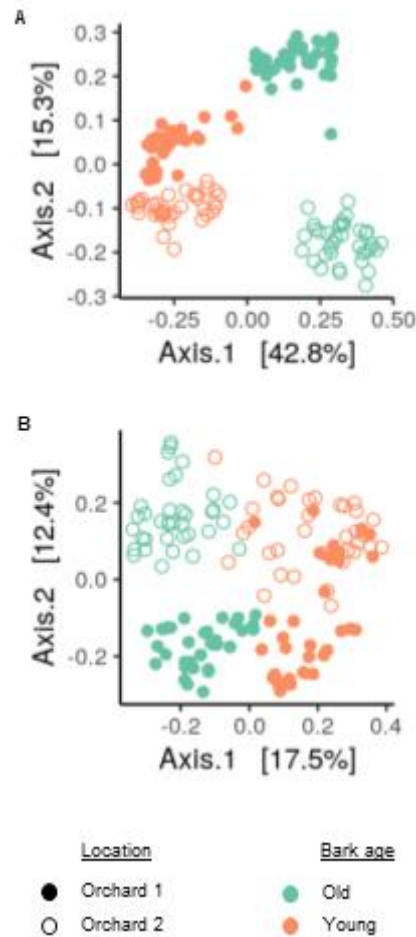 A
0.3
0.2
0.1
0.0
-0.1
-0.2
-0.3
Axis.2 [15.3%]
-0.25 0.00 0.25 0.50
Axis.1 [42.8%]
B
0.2
0.0
-0.2
Axis.2 [12.4%]
-0.2 0.0 0.2 0.4
Axis.1 [17.5%]
Location Bark age
Orchard 1 Old
Orchard 2 Young